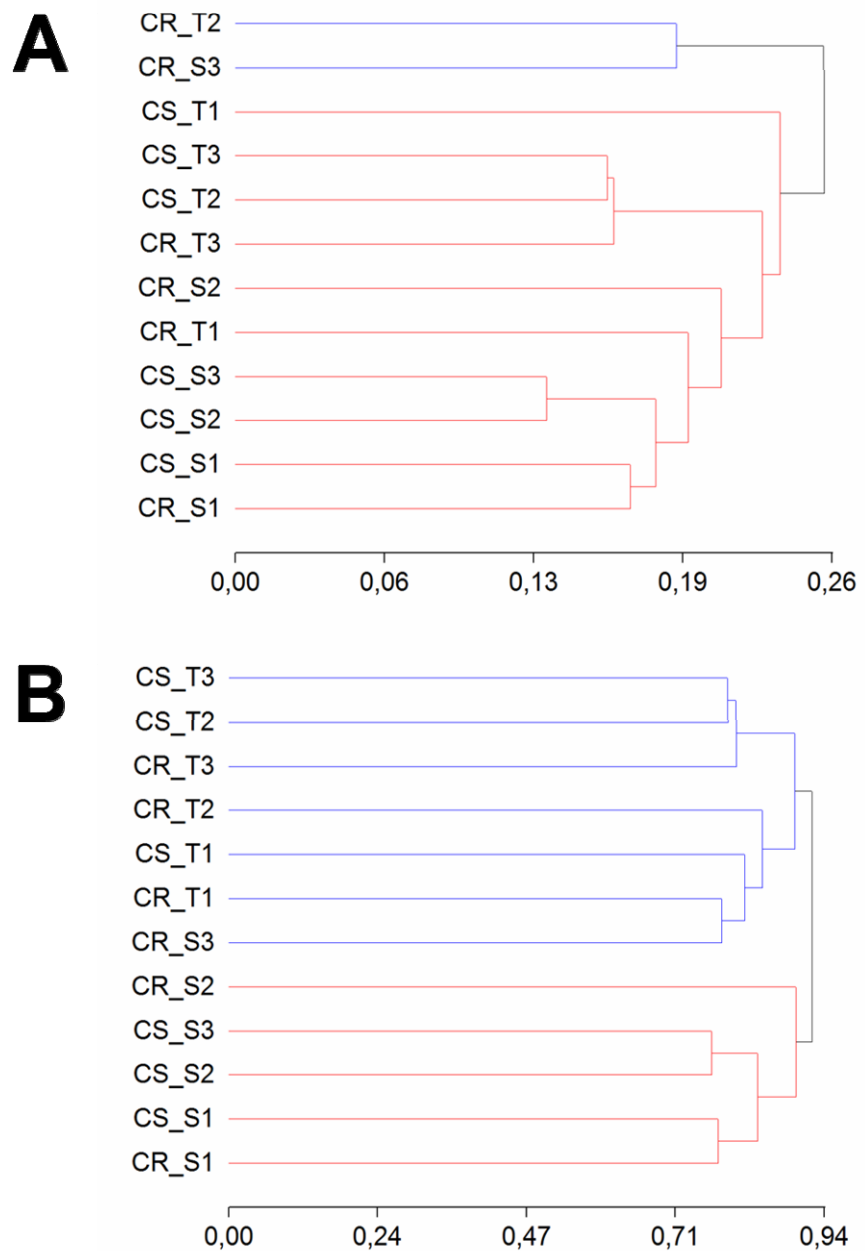 A
CR_T2
CR_S3
CS_T1
CS_T3
CS_T2
CR_T3
CR_S2
CR_T1
CS_S3
CS_S2
CS_S1
CR_S1
0,00 0,06 0,13 0,19 0,26
B
CS_T3
CS_T2
CR_T3
CR_T2
CS_T1
CR_T1
CR_S3
CR_S2
CS_S3
CS_S2
CS_S1
CR_S1
0,00 0,24 0,47 0,71 0,94